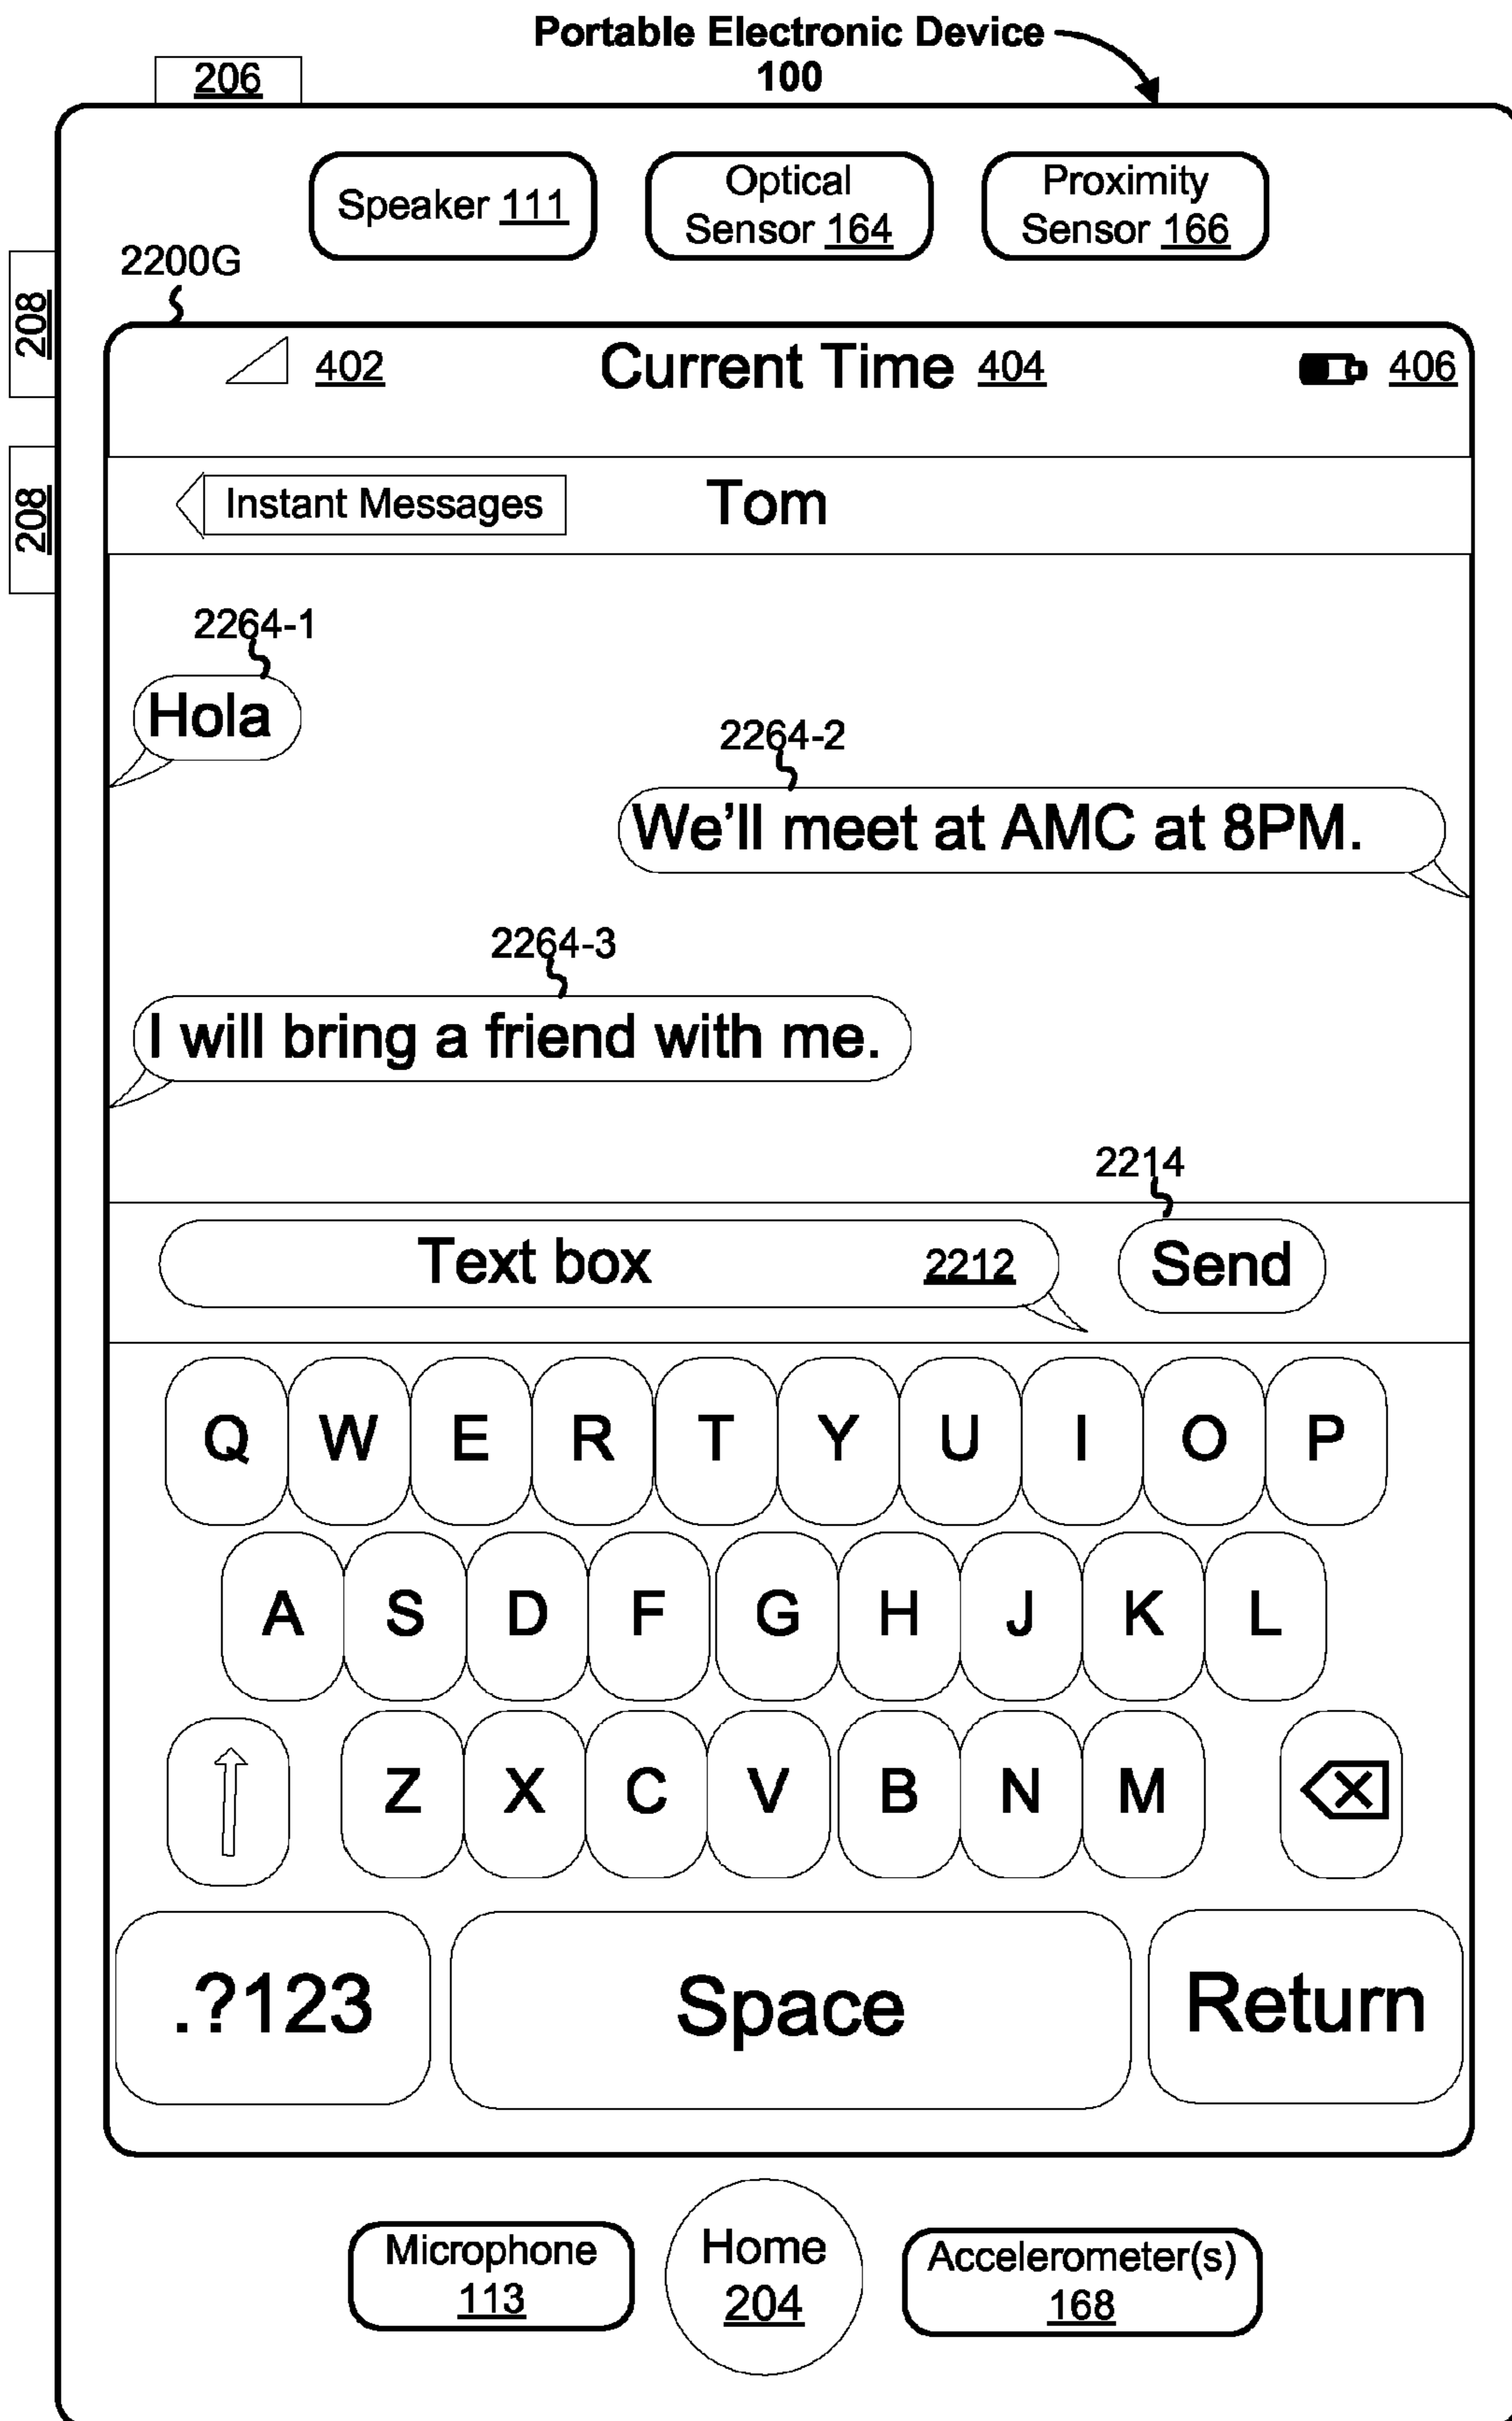 Portable Electronic Device
100
206
Speaker 111
Optical
Sensor 164
Proximity
Sensor 166
2200G
208
208
402
Current Time 404
406
Instant Messages
Tom
2264-1
Hola
2264-2
We'll meet at AMC at 8PM.
2264-3
I will bring a friend with me.
2214
Text box 2212
Send
Q W E R T Y U I O P
A S D F G H J K L
Z X C V B N M
.?123 Space Return
Microphone
113
Home
204
Accelerometer(s)
168